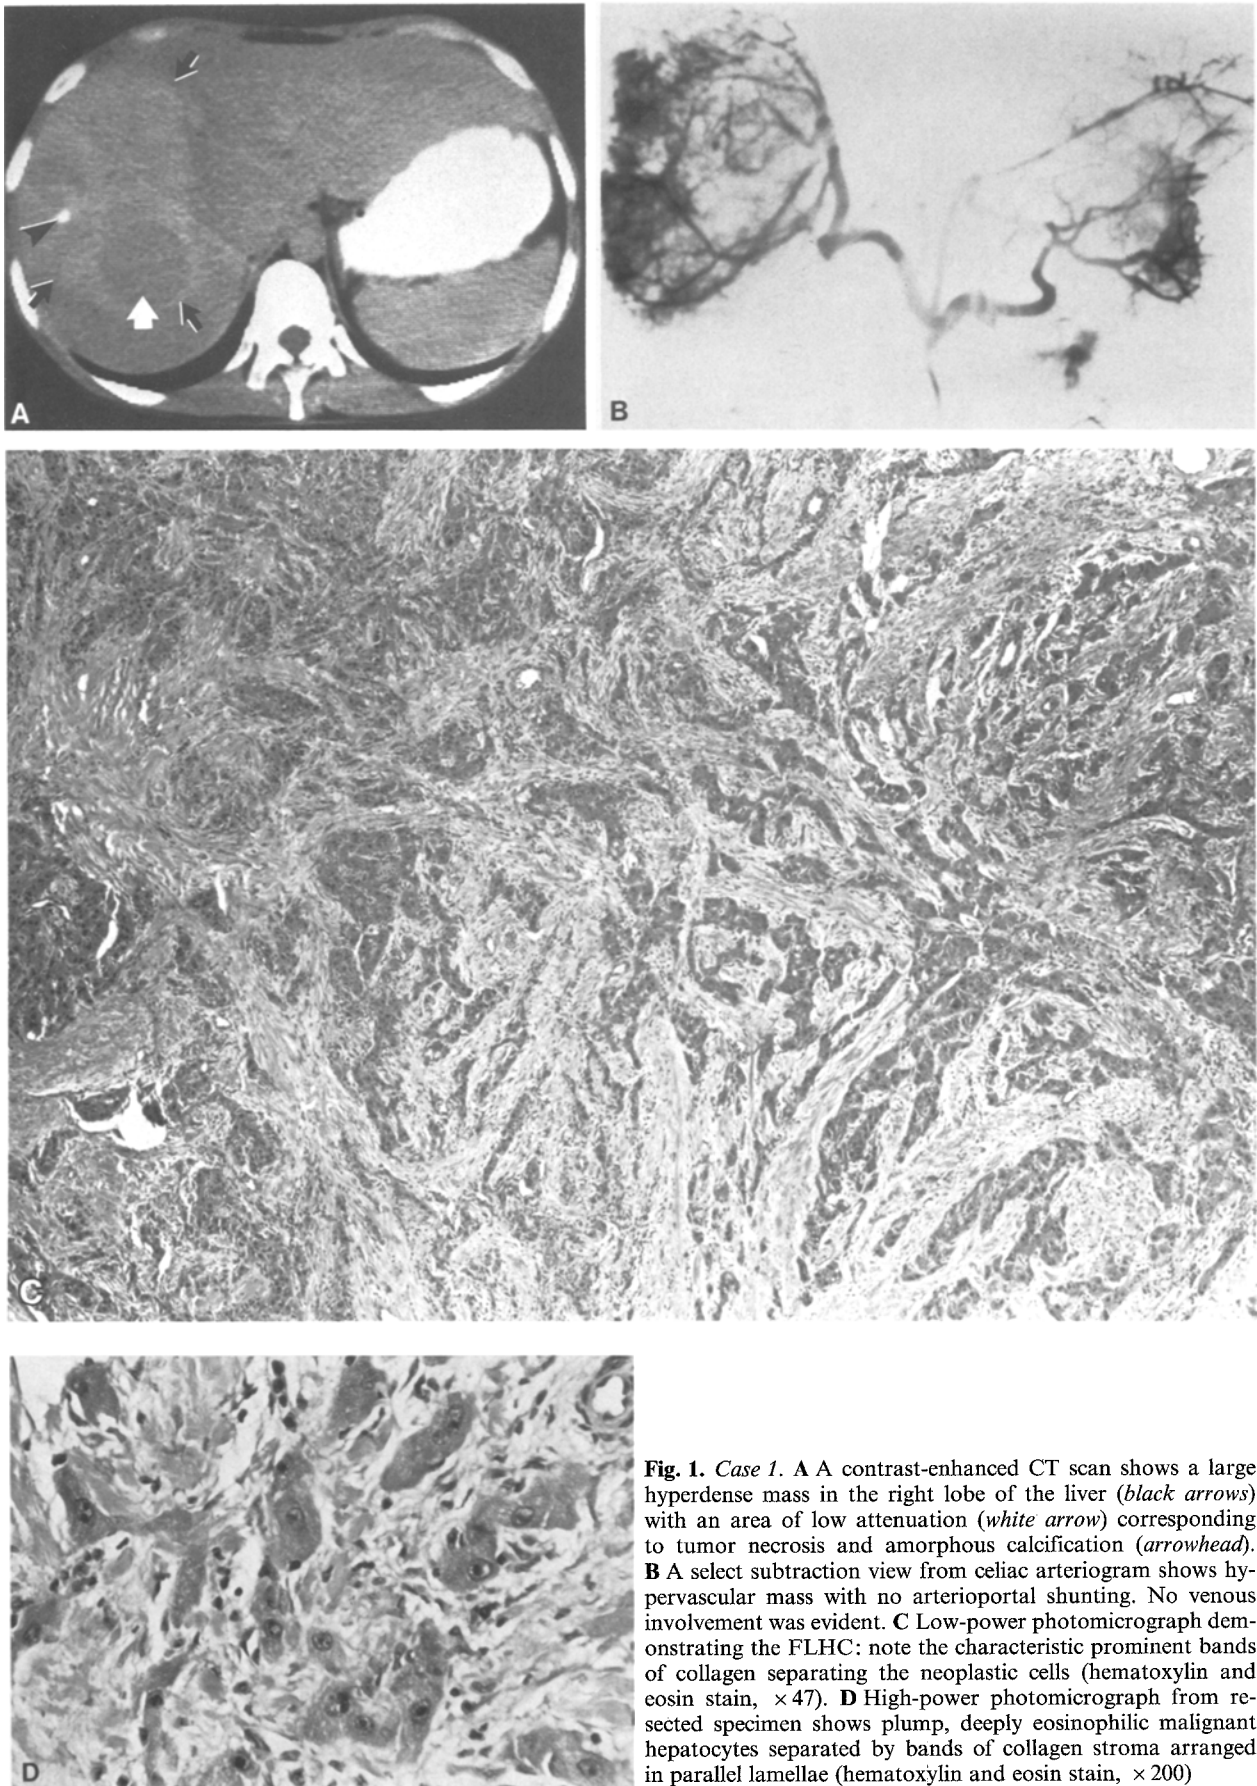 A
B
C
D
Fig. 1. Case 1. A A contrast-enhanced CT scan shows a large
hyperdense mass in the right lobe of the liver (black arrows)
with an area of low attenuation (white arrow) corresponding
to tumor necrosis and amorphous calcification (arrowhead).
B A select subtraction view from celiac arteriogram shows hy-
pervascular mass with no arterioportal shunting. No venous
involvement was evident. C Low-power photomicrograph dem-
onstrating the FLHC: note the characteristic prominent bands
of collagen separating the neoplastic cells (hematoxylin and
eosin stain, ×47). D High-power photomicrograph from re-
sected specimen shows plump, deeply eosinophilic malignant
hepatocytes separated by bands of collagen stroma arranged
in parallel lamellae (hematoxylin and eosin stain, ×200)